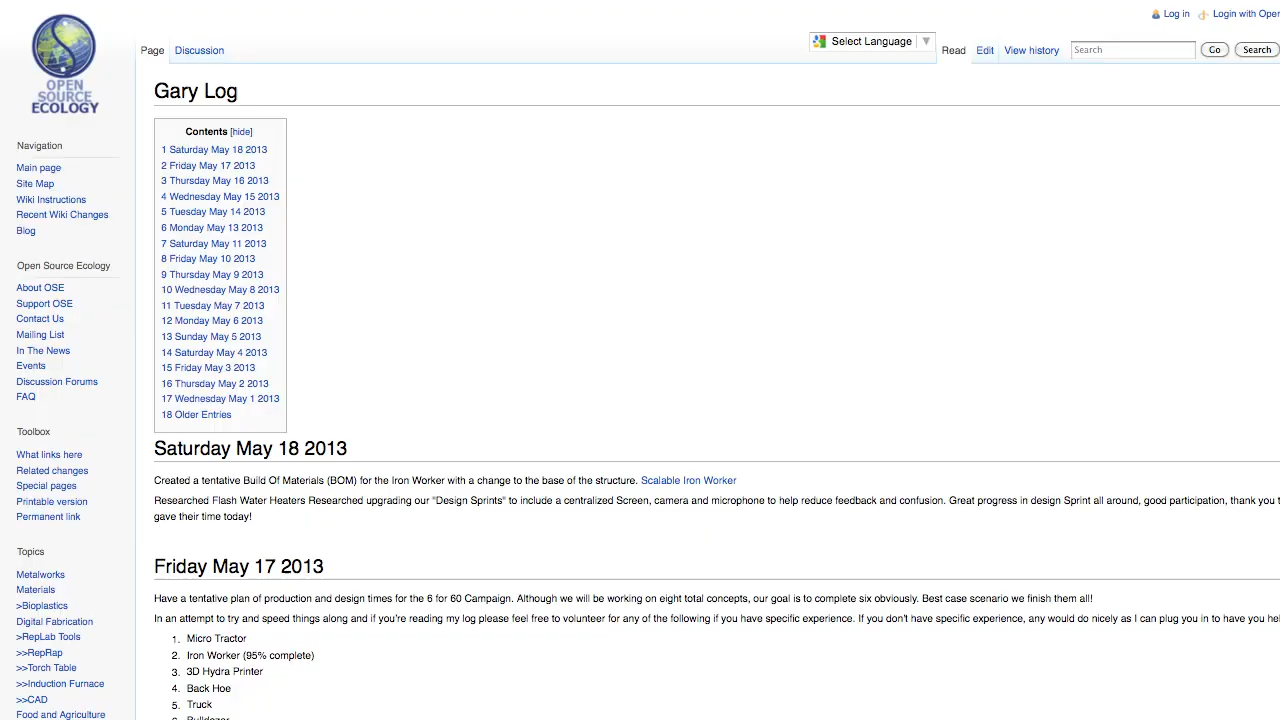 Log in
Login with Oper
OPEN
SOURCE
ECOLOGY
Page
Discussion
Select Language
Read
Edit
View history
Search
Go
Search
Gary Log
Contents [hide]
1 Saturday May 18 2013
2 Friday May 17 2013
3 Thursday May 16 2013
4 Wednesday May 15 2013
5 Tuesday May 14 2013
6 Monday May 13 2013
7 Saturday May 11 2013
8 Friday May 10 2013
9 Thursday May 9 2013
10 Wednesday May 8 2013
11 Tuesday May 7 2013
12 Monday May 6 2013
13 Sunday May 5 2013
14 Saturday May 4 2013
15 Friday May 3 2013
16 Thursday May 2 2013
17 Wednesday May 1 2013
18 Older Entries
Navigation
Main page
Site Map
Wiki Instructions
Recent Wiki Changes
Blog
Open Source Ecology
About OSE
Support OSE
Contact Us
Mailing List
In The News
Events
Discussion Forums
FAQ
Toolbox
What links here
Related changes
Special pages
Printable version
Permanent link
Topics
Metalworks
Materials
>Bioplastics
Digital Fabrication
>RepLab Tools
>>RepRap
>>Torch Table
>>Induction Furnace
>>CAD
Food and Agriculture
Saturday May 18 2013
Created a tentative Build Of Materials (BOM) for the Iron Worker with a change to the base of the structure. Scalable Iron Worker
Researched Flash Water Heaters Researched upgrading our "Design Sprints" to include a centralized Screen, camera and microphone to help reduce feedback and confusion. Great progress in design Sprint all around, good participation, thank you t
gave their time today!
Friday May 17 2013
Have a tentative plan of production and design times for the 6 for 60 Campaign. Although we will be working on eight total concepts, our goal is to complete six obviously. Best case scenario we finish them all!
In an attempt to try and speed things along and if you're reading my log please feel free to volunteer for any of the following if you have specific experience. If you don't have specific experience, any would do nicely as I can plug you in to have you hel
1. Micro Tractor
2. Iron Worker (95% complete)
3. 3D Hydra Printer
4. Back Hoe
5. Truck
6. Bulldozer